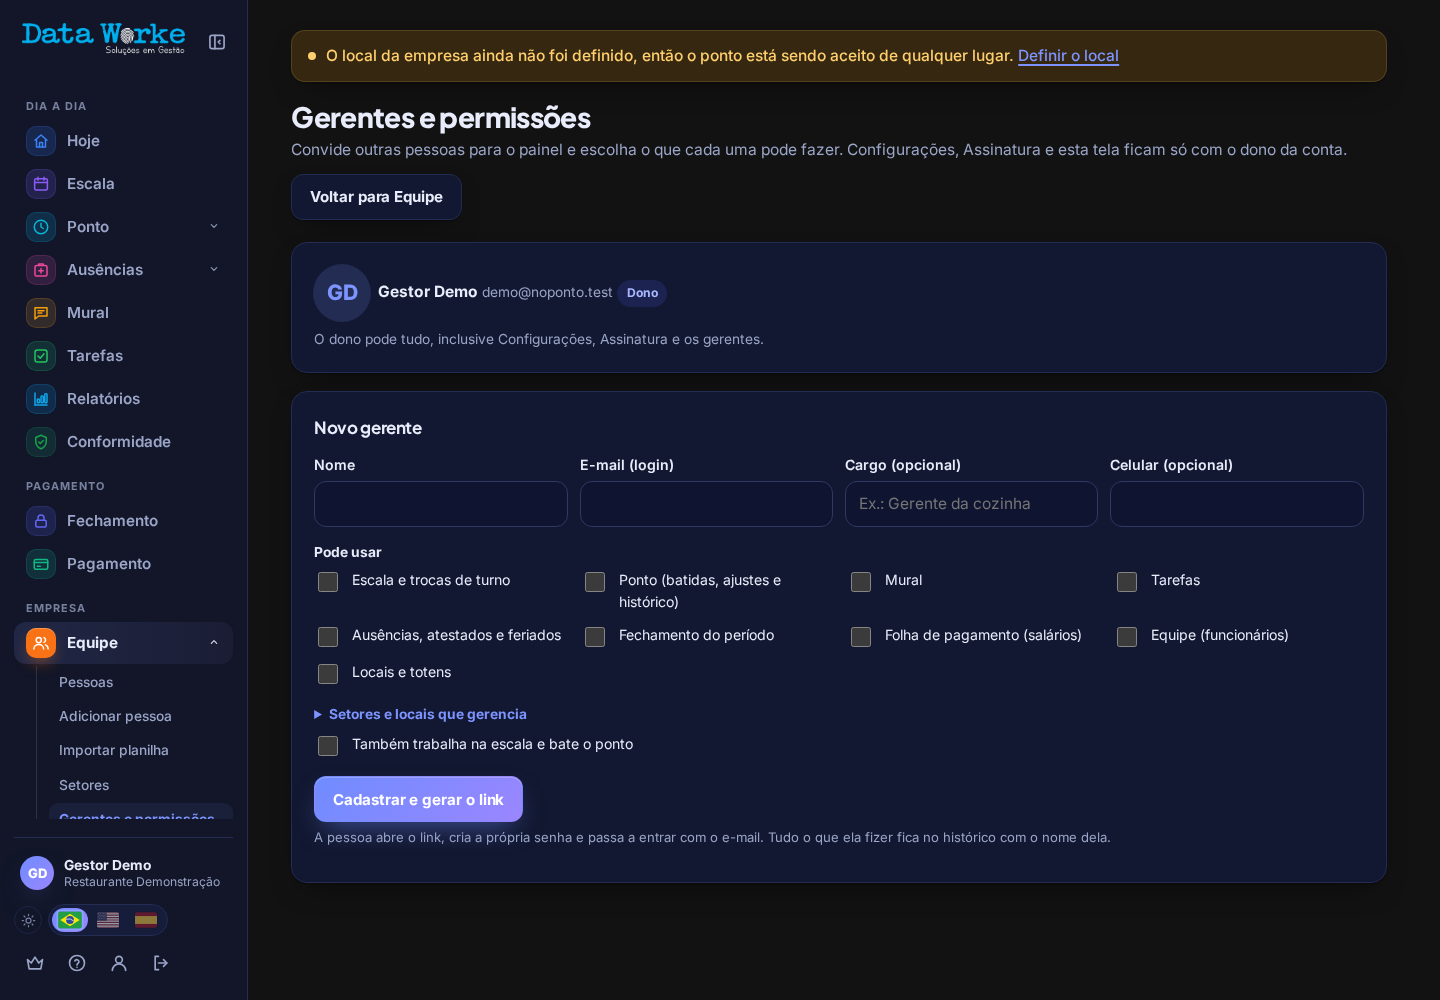 Data Worke
Soluções em Gestão
DIA A DIA
Hoje
Escala
Ponto
Ausências
Mural
Tarefas
Relatórios
Conformidade
PAGAMENTO
Fechamento
Pagamento
EMPRESA
Equipe
Pessoas
Adicionar pessoa
Importar planilha
Setores
Gerentes e permissões
GD
Gestor Demo
Restaurante Demonstração
O local da empresa ainda não foi definido, então o ponto está sendo aceito de qualquer lugar. Definir o local
Gerentes e permissões
Convide outras pessoas para o painel e escolha o que cada uma pode fazer. Configurações, Assinatura e esta tela ficam só com o dono da conta.
Voltar para Equipe
GD Gestor Demo demo@noponto.test Dono
O dono pode tudo, inclusive Configurações, Assinatura e os gerentes.
Novo gerente
Nome E-mail (login) Cargo (opcional) Celular (opcional)
Ex.: Gerente da cozinha
Pode usar
Escala e trocas de turno
Ponto (batidas, ajustes e
histórico)
Mural
Tarefas
Ausências, atestados e feriados
Fechamento do período
Folha de pagamento (salários)
Equipe (funcionários)
Locais e totens
Setores e locais que gerencia
Também trabalha na escala e bate o ponto
Cadastrar e gerar o link
A pessoa abre o link, cria a própria senha e passa a entrar com o e-mail. Tudo o que ela fizer fica no histórico com o nome dela.